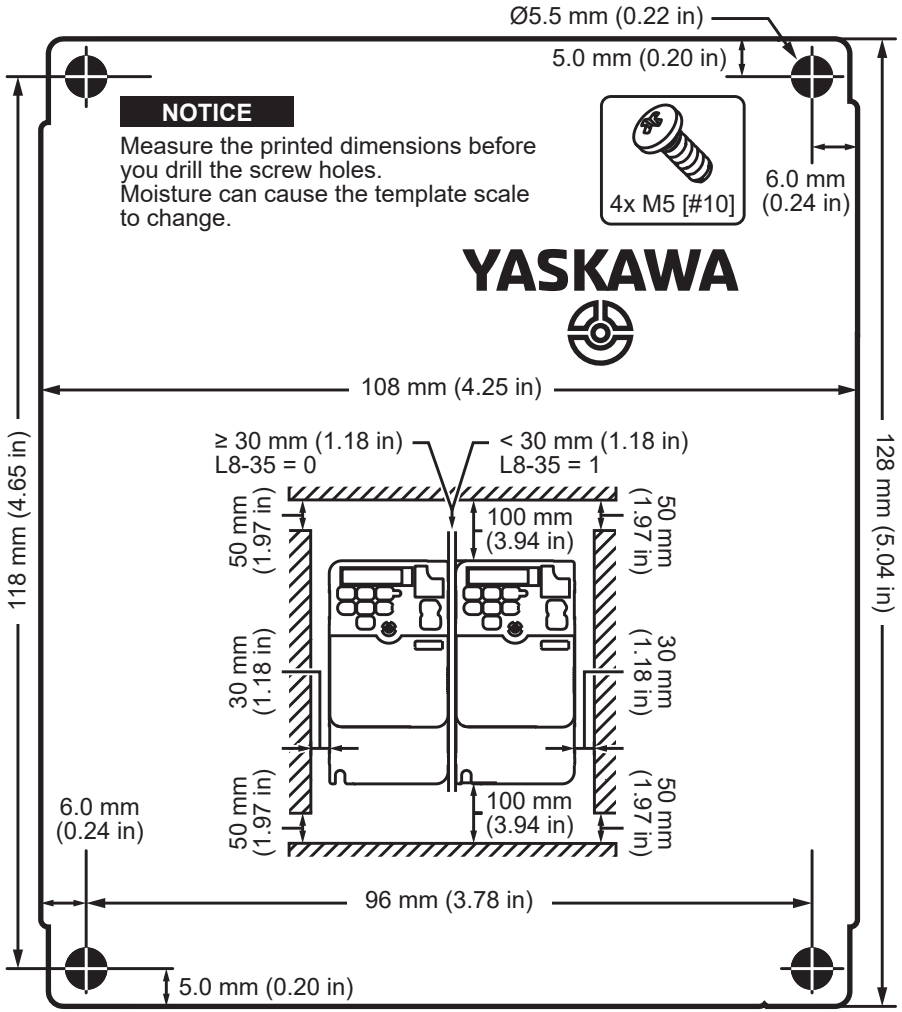 Ø5.5 mm (0.22 in)
5.0 mm (0.20 in)
NOTICE
Measure the printed dimensions before
you drill the screw holes.
Moisture can cause the template scale
to change.
4x M5 [#10]
6.0 mm
(0.24 in)
YASKAWA
108 mm (4.25 in)
118 mm (4.65 in)
128 mm (5.04 in)
≥ 30 mm (1.18 in)
L8-35 = 0
< 30 mm (1.18 in)
L8-35 = 1
50 mm
(1.97 in)
100 mm
(3.94 in)
50 mm
(1.97 in)
30 mm
(1.18 in)
30 mm
(1.18 in)
50 mm
(1.97 in)
100 mm
(3.94 in)
50 mm
(1.97 in)
6.0 mm
(0.24 in)
96 mm (3.78 in)
5.0 mm (0.20 in)